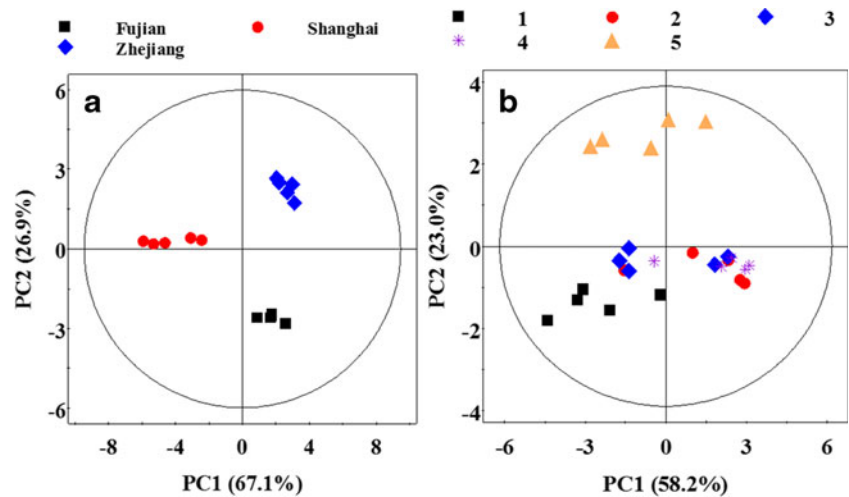 Fujian Shanghai
Zhejiang
1 2 3
4 5
a
6
3
0
-3
-6
PC2 (26.9%)
-8 -4 0 4 8
PC1 (67.1%)
b
4
2
0
-2
-4
PC2 (23.0%)
-6 -3 0 3 6
PC1 (58.2%)